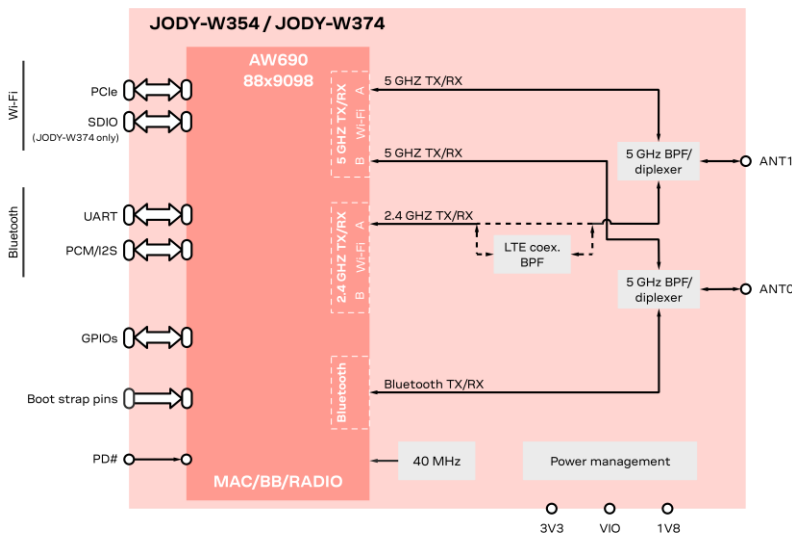 JODY-W354 / JODY-W374
AW690
88x9098
Wi-Fi
PCIe
SDIO
(JODY-W374 only)
Bluetooth
UART
PCM/I2S
GPIOs
Boot strap pins
PD#
5 GHZ TX/RX
Wi-Fi
A
B
2.4 GHZ TX/RX
Wi-Fi
A
B
Bluetooth
MAC/BB/RADIO
5 GHZ TX/RX
5 GHZ TX/RX
2.4 GHZ TX/RX
LTE coex.
BPF
Bluetooth TX/RX
5 GHz BPF/
diplexer
ANT1
5 GHz BPF/
diplexer
ANT0
40 MHz
Power management
3V3
VIO
1V8